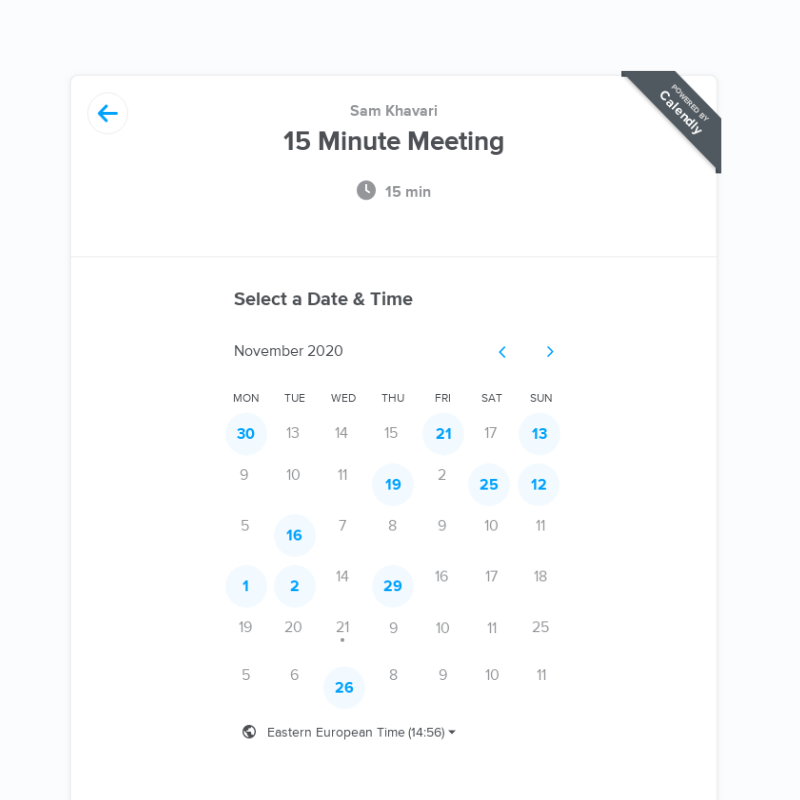 POWERED BY
Calendly
Sam Khavari
15 Minute Meeting
15 min
Select a Date & Time
November 2020
MON TUE WED THU FRI SAT SUN
30 13 14 15 21 17 13
9 10 11 19 2 25 12
5 16 7 8 9 10 11
1 2 14 29 16 17 18
19 20 21 9 10 11 25
5 6 26 8 9 10 11
Eastern European Time (14:56)